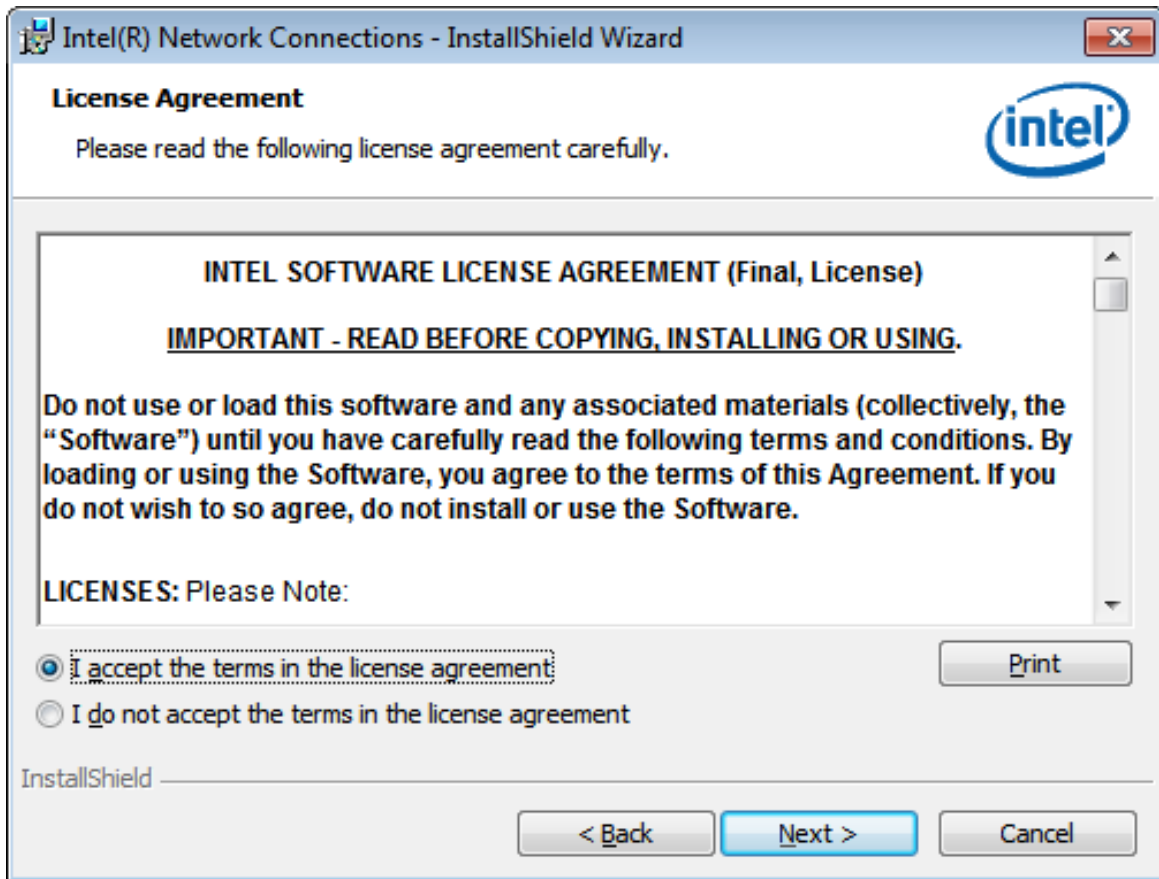 Intel(R) Network Connections - InstallShield Wizard
License Agreement
Please read the following license agreement carefully.
intel
INTEL SOFTWARE LICENSE AGREEMENT (Final, License)
IMPORTANT - READ BEFORE COPYING, INSTALLING OR USING.
Do not use or load this software and any associated materials (collectively, the
“Software”) until you have carefully read the following terms and conditions. By
loading or using the Software, you agree to the terms of this Agreement. If you
do not wish to so agree, do not install or use the Software.
LICENSES: Please Note:
I accept the terms in the license agreement
Print
I do not accept the terms in the license agreement
InstallShield
< Back
Next >
Cancel